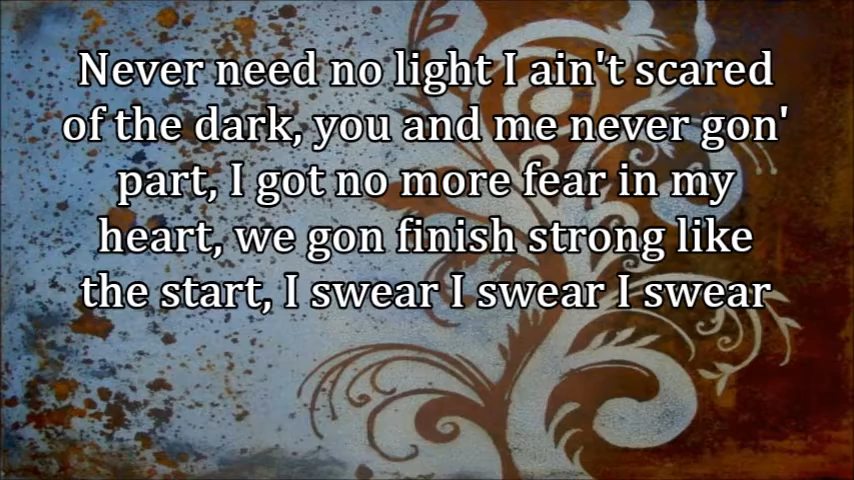 Never need no light I ain't scared
of the dark, you and me never gon'
part, I got no more fear in my
heart, we gon finish strong like
the start, I swear I swear I swear